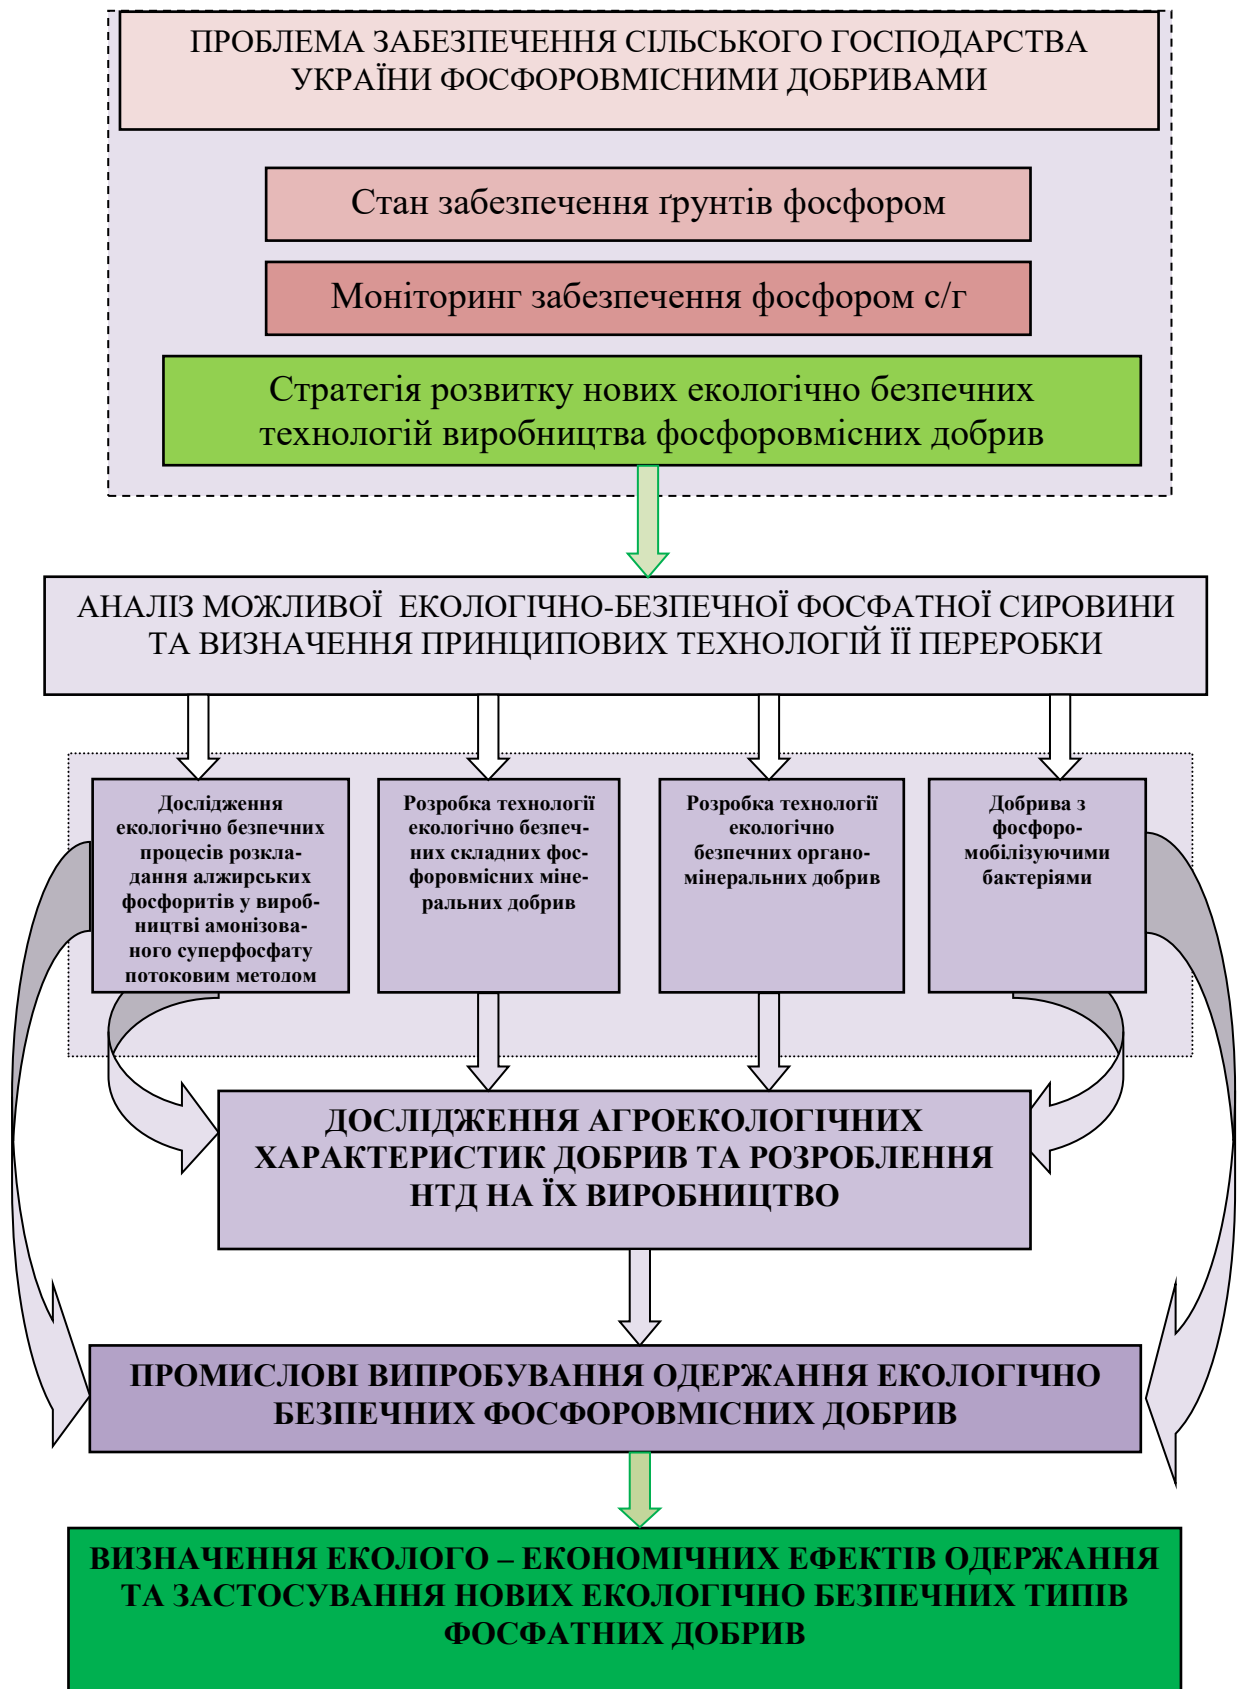 ПРОБЛЕМА ЗАБЕЗПЕЧЕННЯ СІЛЬСЬКОГО ГОСПОДАРСТВА
УКРАЇНИ ФОСФОРОВМІСНИМИ ДОБРИВАМИ
Стан забезпечення ґрунтів фосфором
Моніторинг забезпечення фосфором с/г
Стратегія розвитку нових екологічно безпечних
технологій виробництва фосфоровмісних добрив
АНАЛІЗ МОЖЛИВОЇ ЕКОЛОГІЧНО-БЕЗПЕЧНОЇ ФОСФАТНОЇ СИРОВИНИ
ТА ВИЗНАЧЕННЯ ПРИНЦИПОВИХ ТЕХНОЛОГІЙ ЇЇ ПЕРЕРОБКИ
Дослідження
екологічно безпечних
процесів розкла-
дання алжирських
фосфоритів у вироб-
ництві амонізова-
ного суперфосфату
потоковим методом
Розробка технології
екологічно безпеч-
них складних фос-
форовмісних міне-
ральних добрив
Розробка технології
екологічно
безпечних органо-
мінеральних добрив
Добрива з
фосфоро-
мобілізуючими
бактеріями
ДОСЛІДЖЕННЯ АГРОЕКОЛОГІЧНИХ
ХАРАКТЕРИСТИК ДОБРИВ ТА РОЗРОБЛЕННЯ
НТД НА ЇХ ВИРОБНИЦТВО
ПРОМИСЛОВІ ВИПРОБУВАННЯ ОДЕРЖАННЯ ЕКОЛОГІЧНО
БЕЗПЕЧНИХ ФОСФОРОВМІСНИХ ДОБРИВ
ВИЗНАЧЕННЯ ЕКОЛОГО – ЕКОНОМІЧНИХ ЕФЕКТІВ ОДЕРЖАННЯ
ТА ЗАСТОСУВАННЯ НОВИХ ЕКОЛОГІЧНО БЕЗПЕЧНИХ ТИПІВ
ФОСФАТНИХ ДОБРИВ